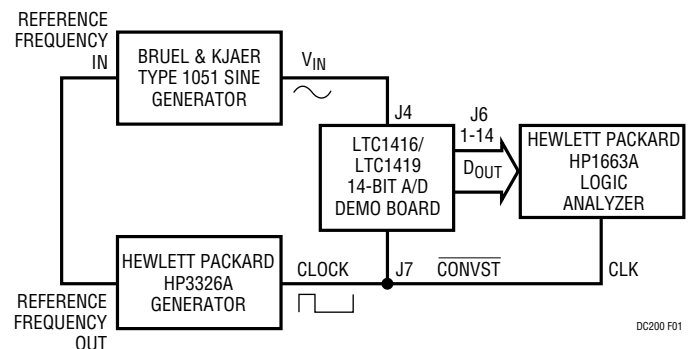 REFERENCE
FREQUENCY
IN
BRUEL & KJAER
TYPE 1051 SINE
GENERATOR
VIN
J4
J6
1-14
LTC1416/
LTC1419
14-BIT A/D
DEMO BOARD
DOUT
HEWLETT PACKARD
HP1663A
LOGIC
ANALYZER
HEWLETT PACKARD
HP3326A
GENERATOR
CLOCK
J7
CONVST
CLK
REFERENCE
FREQUENCY
OUT
DC200 F01